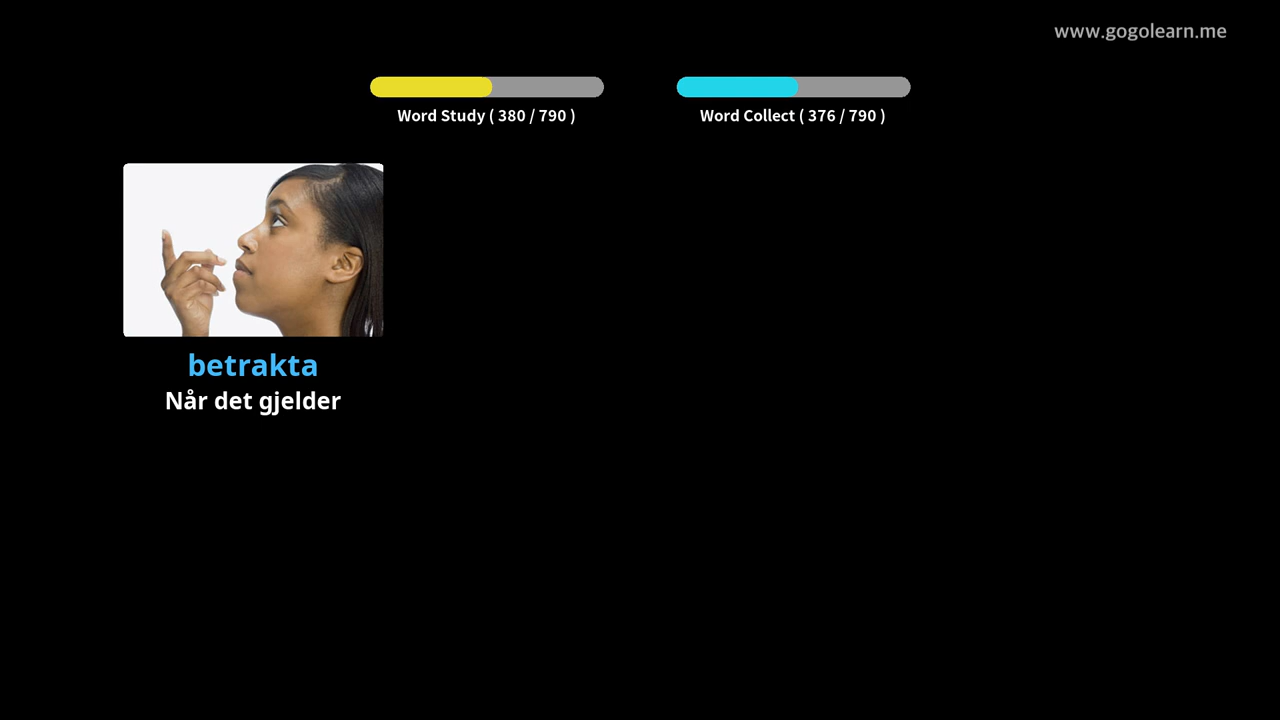 www.gogolearn.me
Word Study ( 380 / 790 )
Word Collect ( 376 / 790 )
betrakta
Når det gjelder